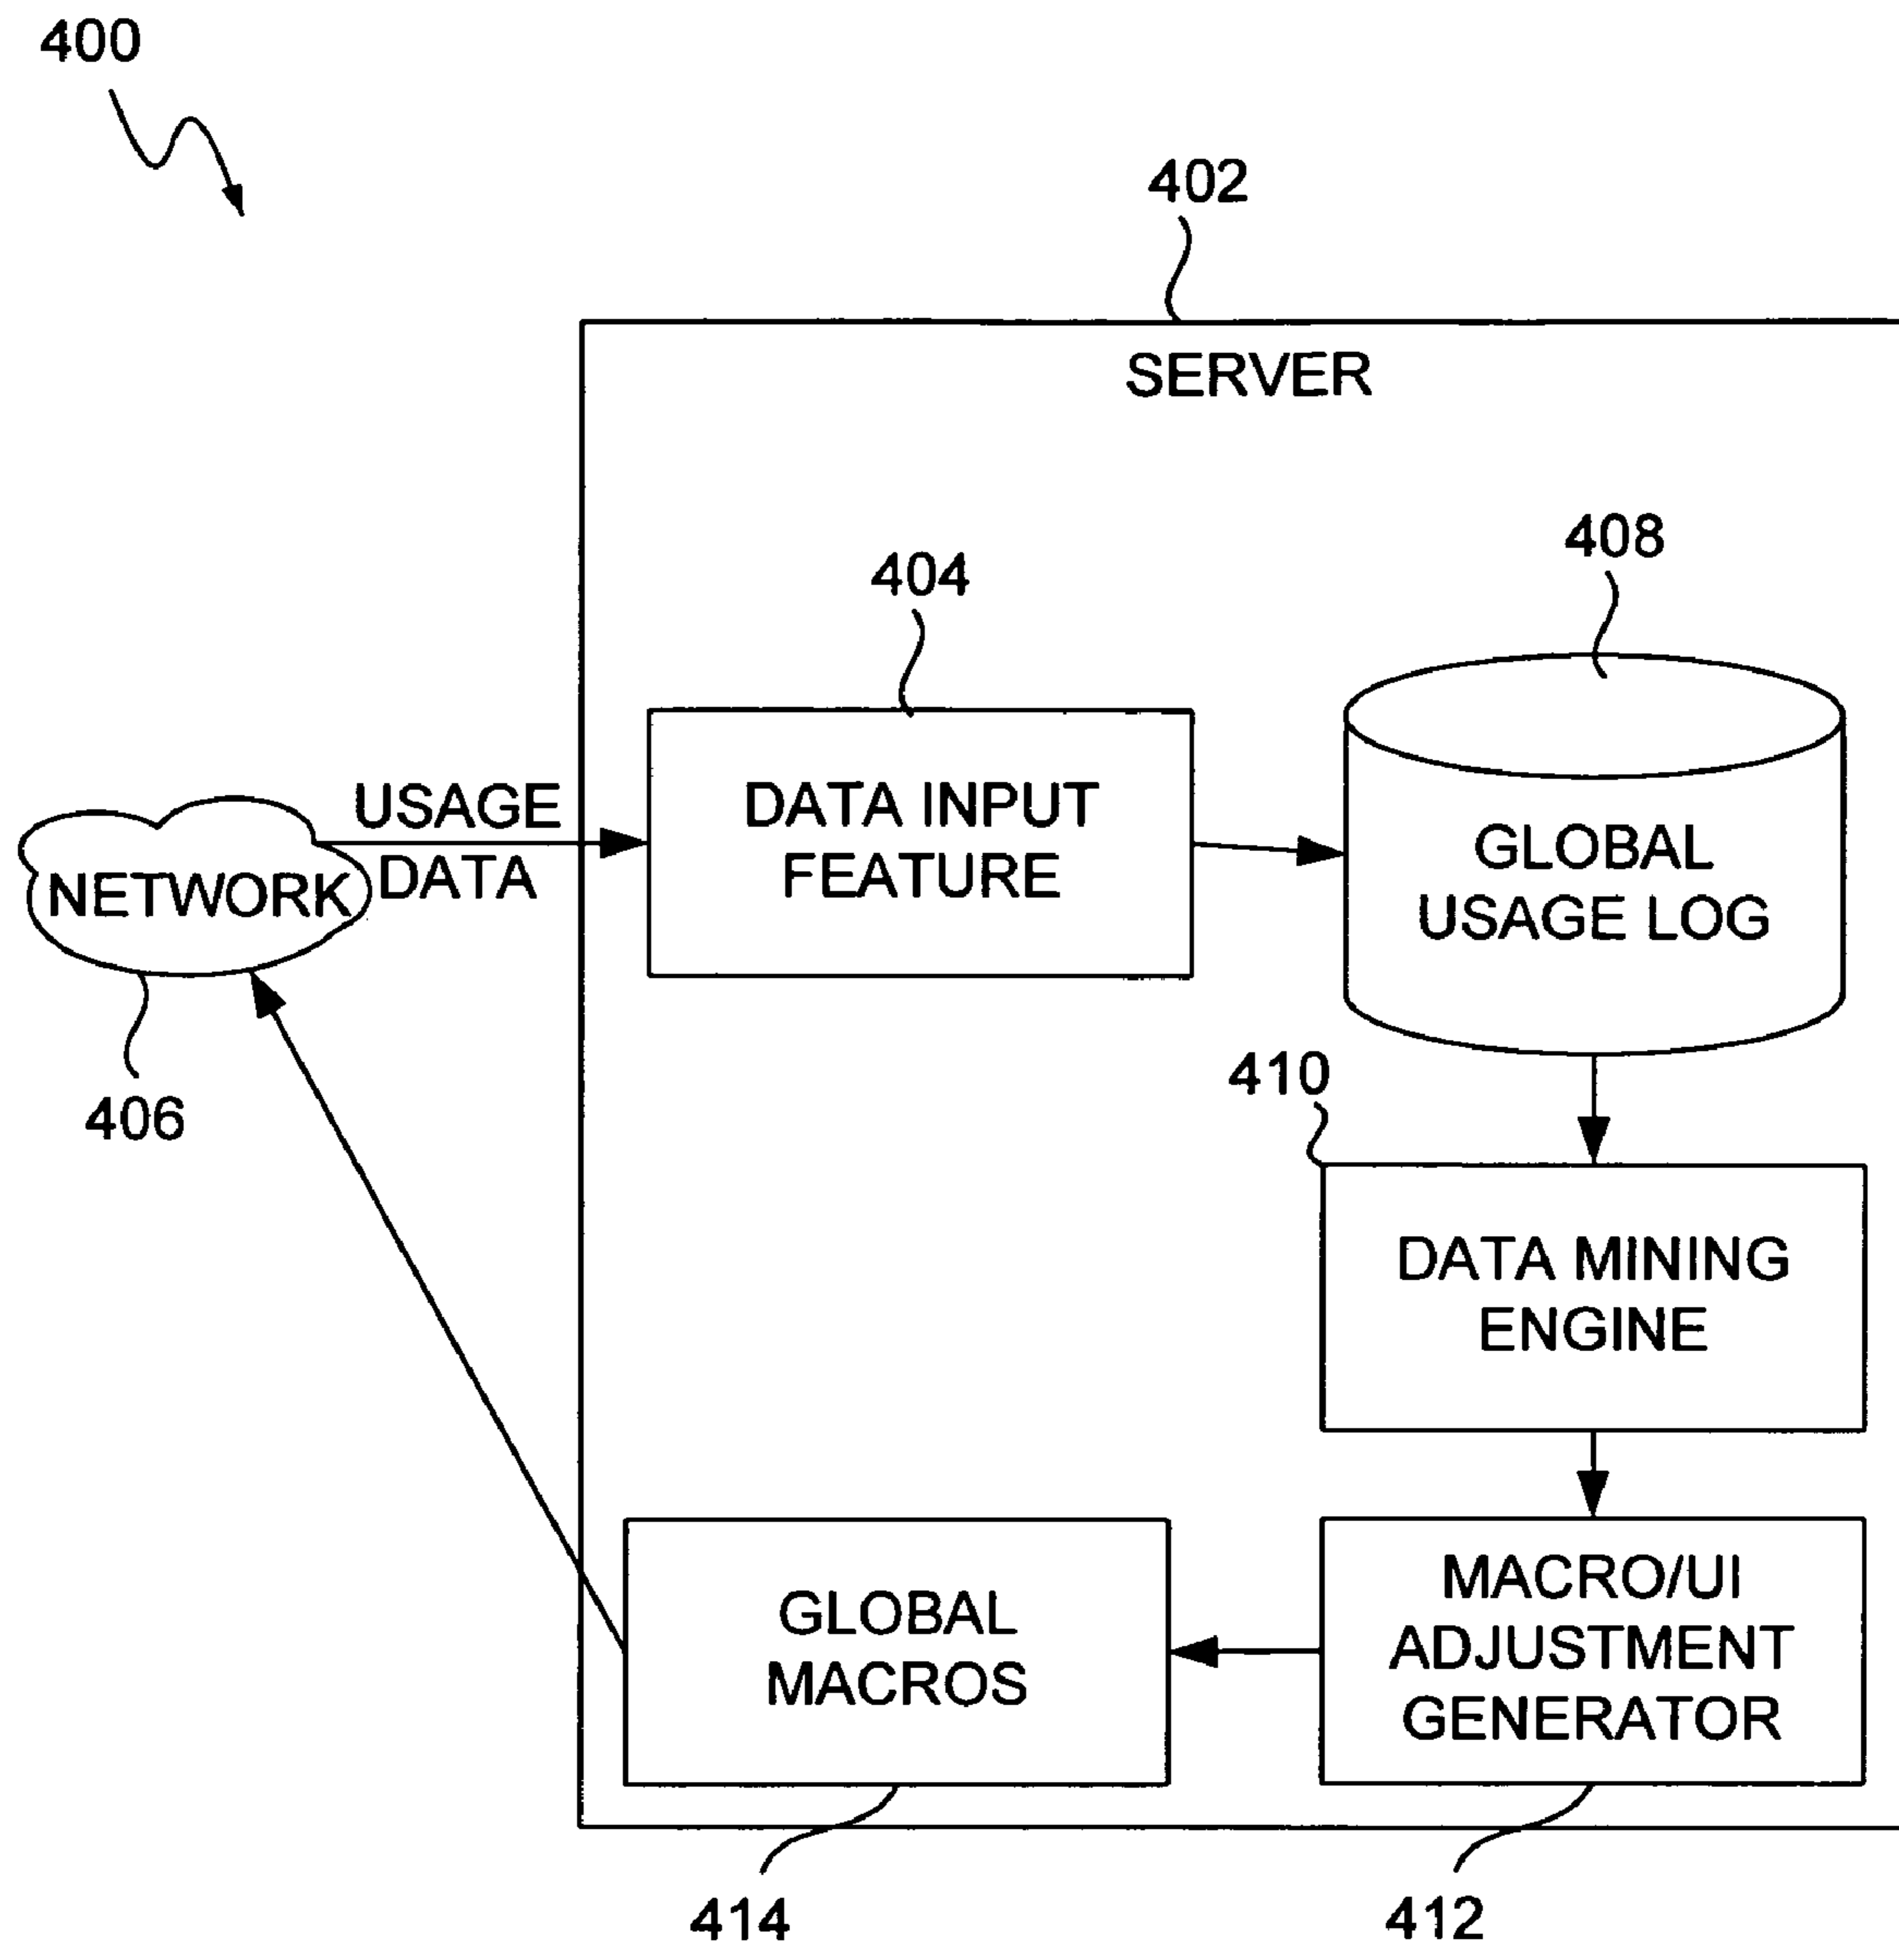 400
402
SERVER
408
404
USAGE
DATA
DATA INPUT
FEATURE
GLOBAL
USAGE LOG
NETWORK
406
410
DATA MINING
ENGINE
GLOBAL
MACROS
MACRO/UI
ADJUSTMENT
GENERATOR
414
412